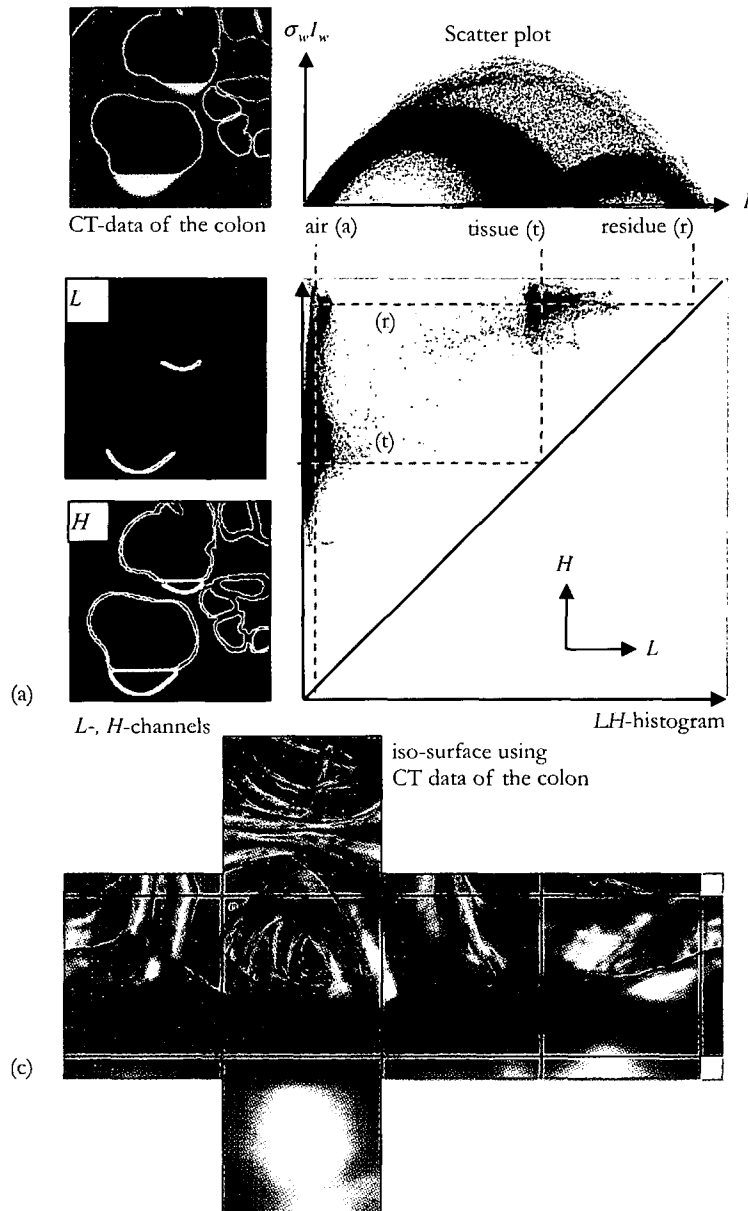 σwIw
Scatter plot
I
CT-data of the colon
air (a)
tissue (t)
residue (r)
L
(r)
(t)
H
H
L
(a)
L-, H-channels
LH-histogram
iso-surface using
CT data of the colon
(c)